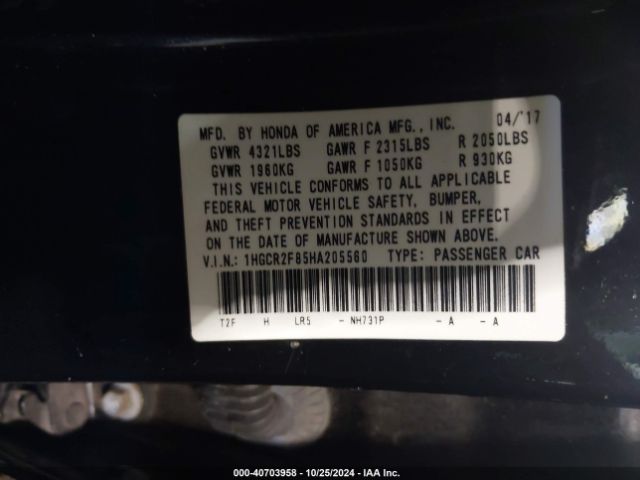 MFD. BY HONDA OF AMERICA MFG., INC. 04/'17
GVWR 4321LBS GAWR F 2315LBS R 2050LBS
GVWR 1960KG GAWR F 1050KG R 930KG
THIS VEHICLE CONFORMS TO ALL APPLICABLE
FEDERAL MOTOR VEHICLE SAFETY, BUMPER,
AND THEFT PREVENTION STANDARDS IN EFFECT
ON THE DATE OF MANUFACTURE SHOWN ABOVE.
V.I.N.: 1HGCR2F85HA205560 TYPE: PASSENGER CAR
T2F H LR5 - NH731P - A - A
000-40703958 - 10/25/2024 - IAA Inc.